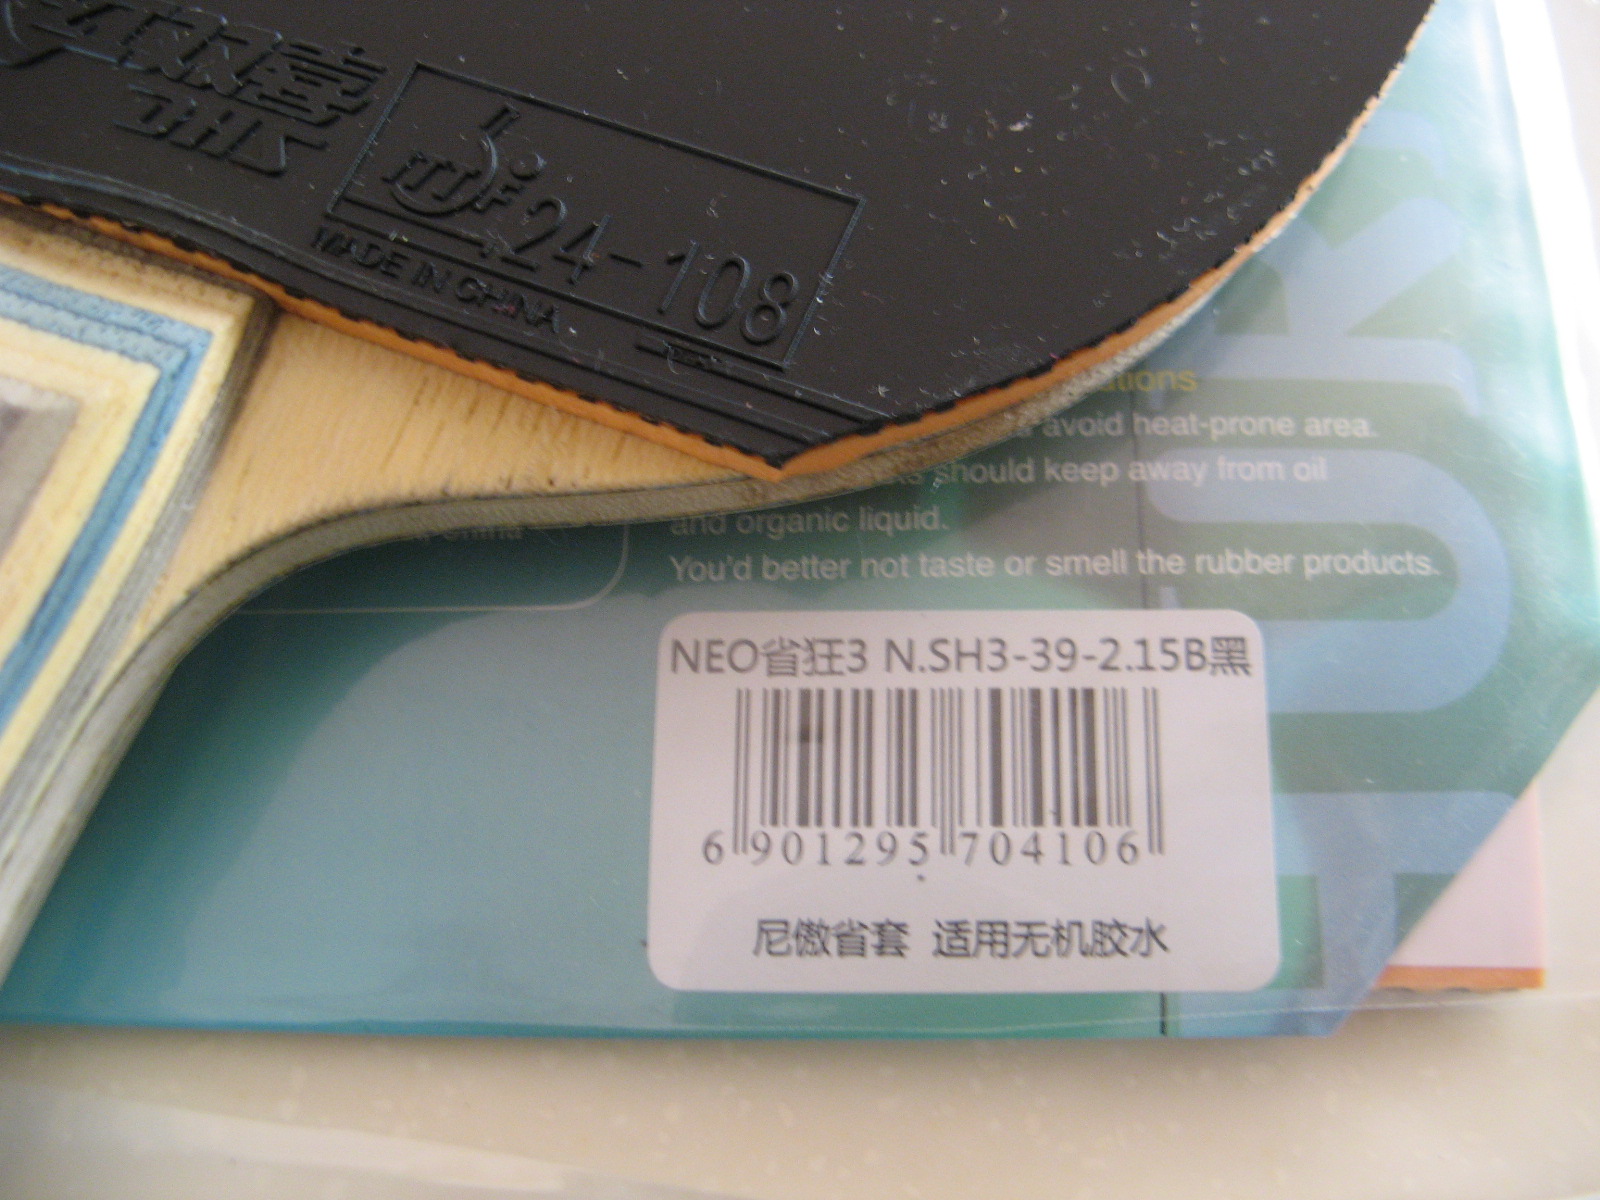 DHS
ITTF 24-108
MADE IN CHINA
avoid heat-prone area.
should keep away from oil
and organic liquid.
You'd better not taste or smell the rubber products.
NEO省狂3 N.SH3-39-2.15B黑
6 901295 704106
尼傲省套 适用无机胶水